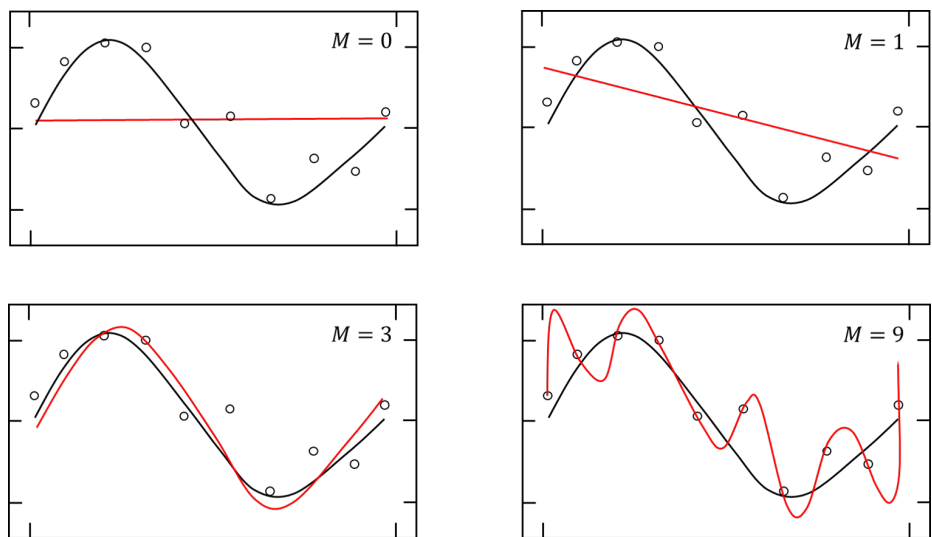 M = 0
M = 1
M = 3
M = 9